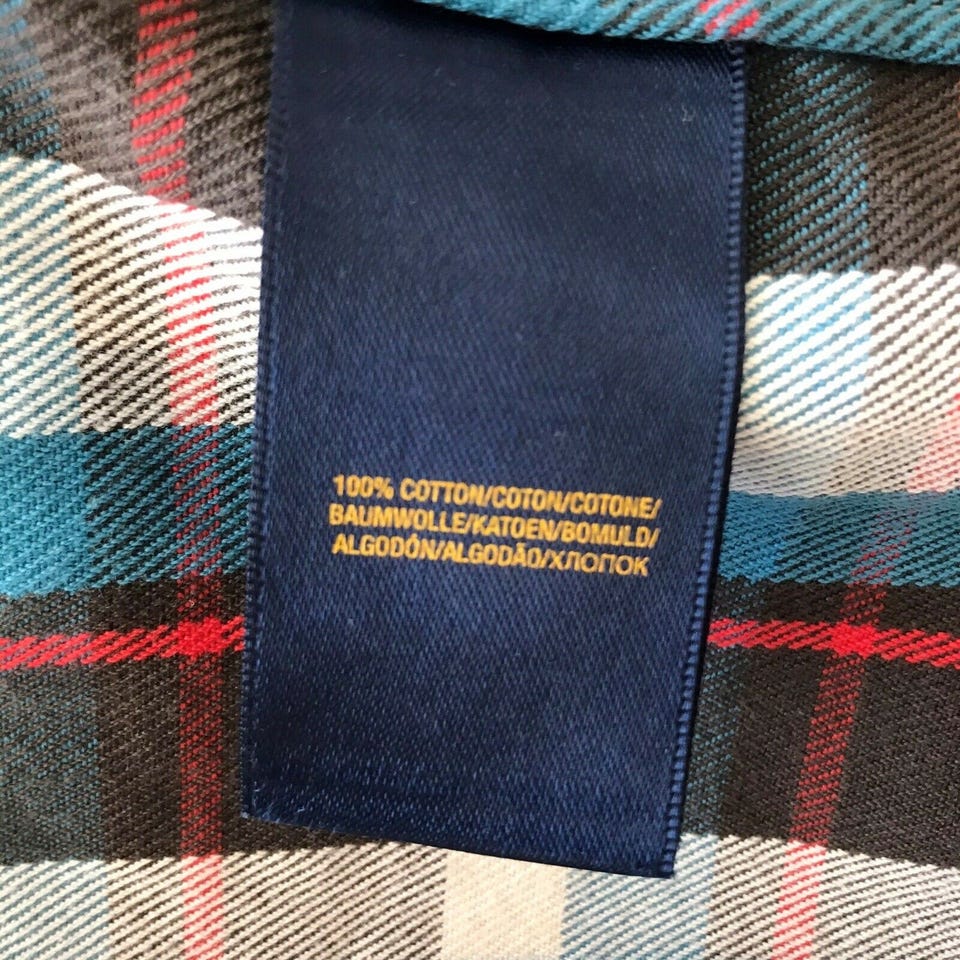 100% COTTON/COTON/COTONE/
BAUMWOLLE/KATOEN/BOMULD/
ALGODÓN/ALGODÃO/ХЛОПОК